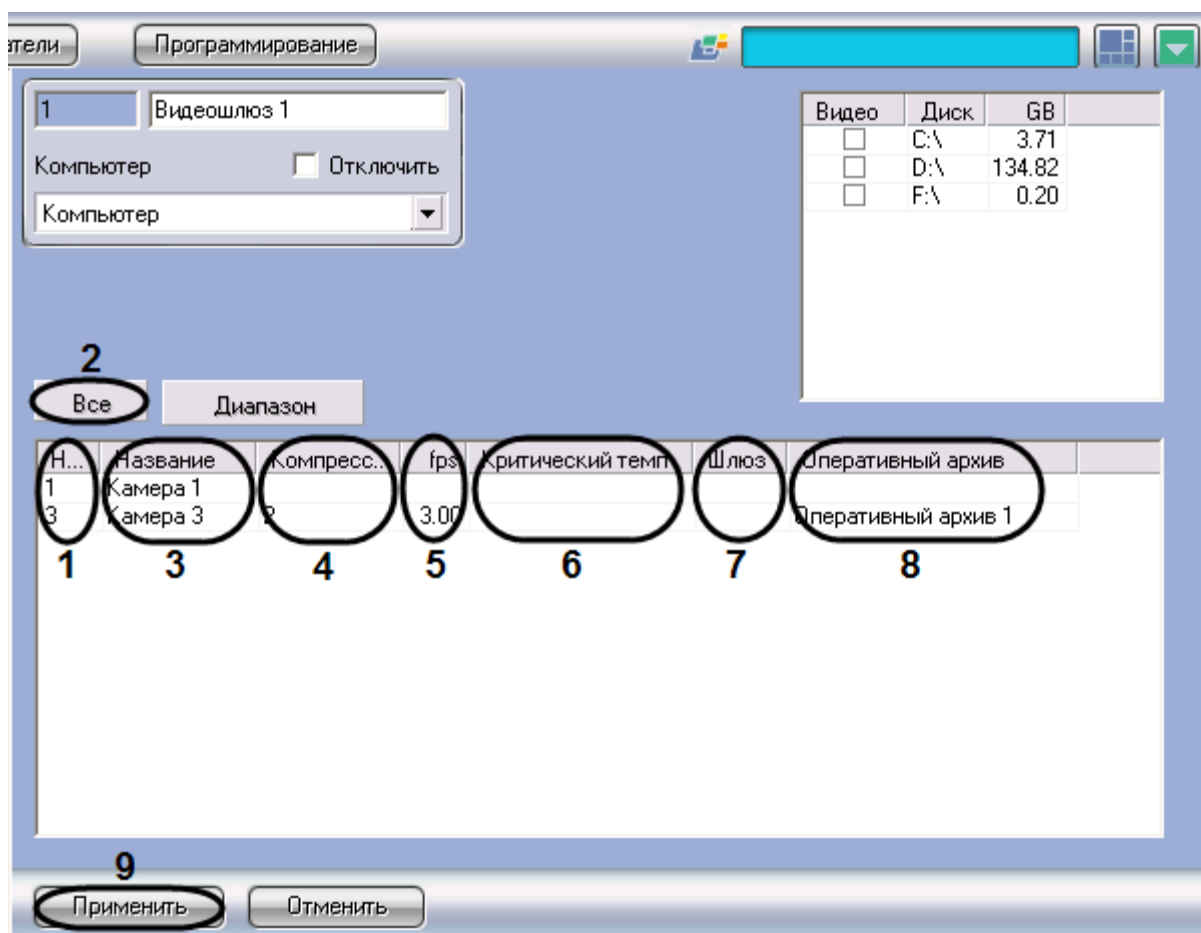 атели Программирование
1 Видеошлюз 1
Компьютер Отключить
Компьютер
Видео Диск GB
C:\ 3.71
D:\ 134.82
F:\ 0.20
2
Все Диапазон
Н... Название Компресс... fps Критический темп Шлюз Оперативный архив
1 Камера 1
3 Камера 3 2 3.00 Оперативный архив 1
1 3 4 5 6 7 8
9
Применить Отменить